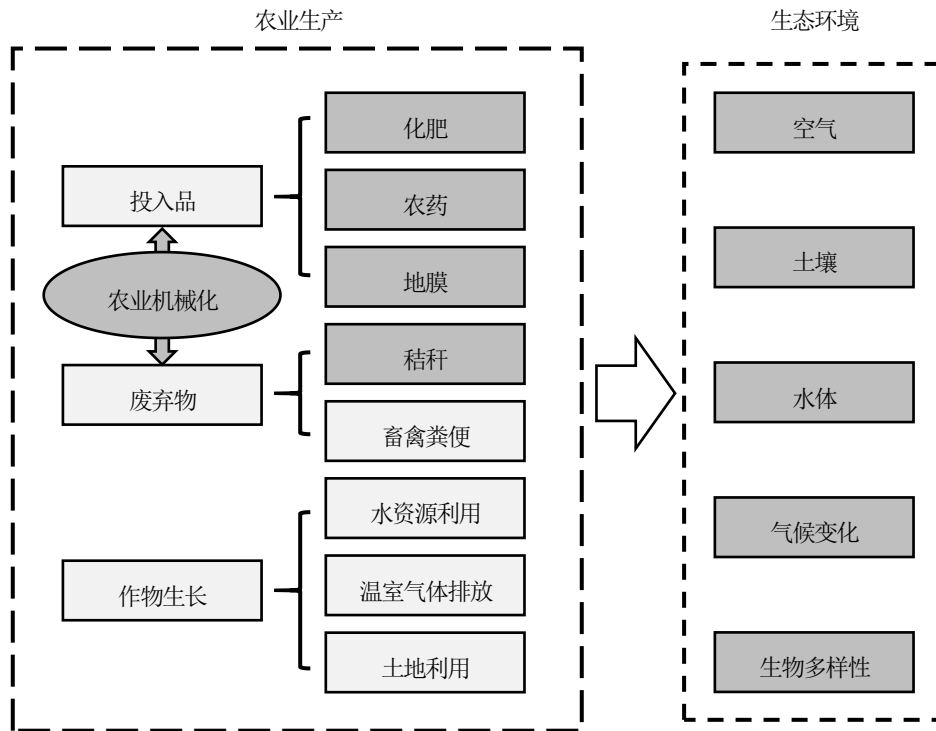 农业生产
生态环境
化肥
投入品
农药
农业机械化
地膜
秸秆
废弃物
畜禽粪便
水资源利用
作物生长
温室气体排放
土地利用
空气
土壤
水体
气候变化
生物多样性